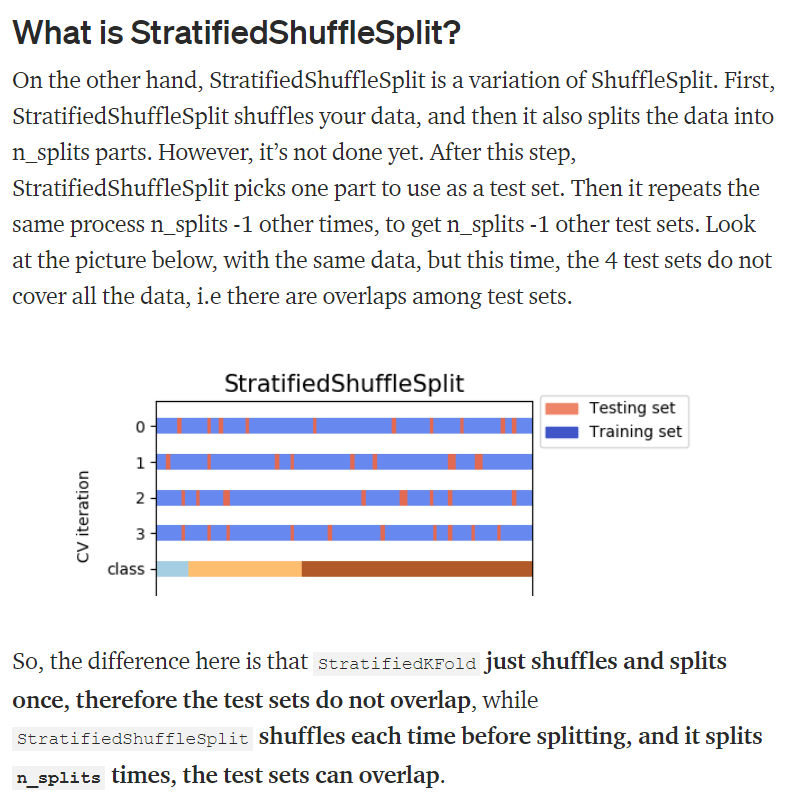 What is StratifiedShuffleSplit?
On the other hand, StratifiedShuffleSplit is a variation of ShuffleSplit. First,
StratifiedShuffleSplit shuffles your data, and then it also splits the data into
n_splits parts. However, it’s not done yet. After this step,
StratifiedShuffleSplit picks one part to use as a test set. Then it repeats the
same process n_splits -1 other times, to get n_splits -1 other test sets. Look
at the picture below, with the same data, but this time, the 4 test sets do not
cover all the data, i.e there are overlaps among test sets.
StratifiedShuffleSplit
Testing set
Training set
CV iteration
0
1
2
3
class
So, the difference here is that StratifiedKFold just shuffles and splits
once, therefore the test sets do not overlap, while
StratifiedShuffleSplit shuffles each time before splitting, and it splits
n_splits times, the test sets can overlap.